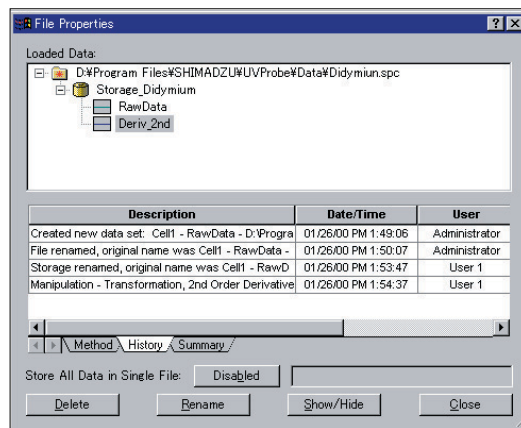 File Properties
Loaded Data:
D:¥Program Files¥SHIMADZU¥UVProbe¥Data¥Didymiun.spc
Storage_Didymium
RawData
Deriv_2nd
Description Date/Time User
Created new data set: Cell1 - RawData - D:¥Progra 01/26/00 PM 1:49:06 Administrator
File renamed, original name was Cell1 - RawData - 01/26/00 PM 1:50:07 Administrator
Storage renamed, original name was Cell1 - RawD 01/26/00 PM 1:53:47 User 1
Manipulation - Transformation, 2nd Order Derivative 01/26/00 PM 1:54:37 User 1
Method History Summary
Store All Data in Single File: Disabled
Delete Rename Show/Hide Close